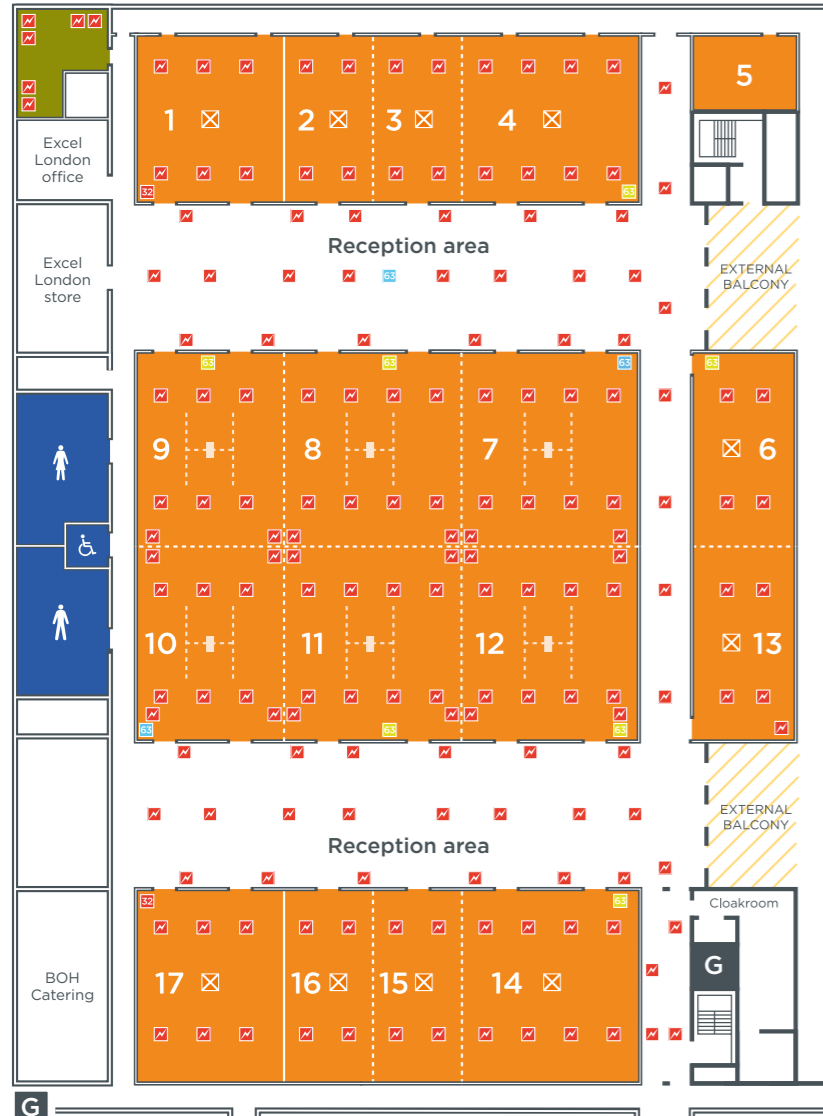 5
1
2
3
4
Excel
London
office
32
63
Reception area
Excel
London
store
63
EXTERNAL
BALCONY
63
63
63
63
9
8
7
6
10
11
12
13
63
63
63
EXTERNAL
BALCONY
Reception area
32
63
Cloakroom
G
BOH
Catering
17
16
15
14
G